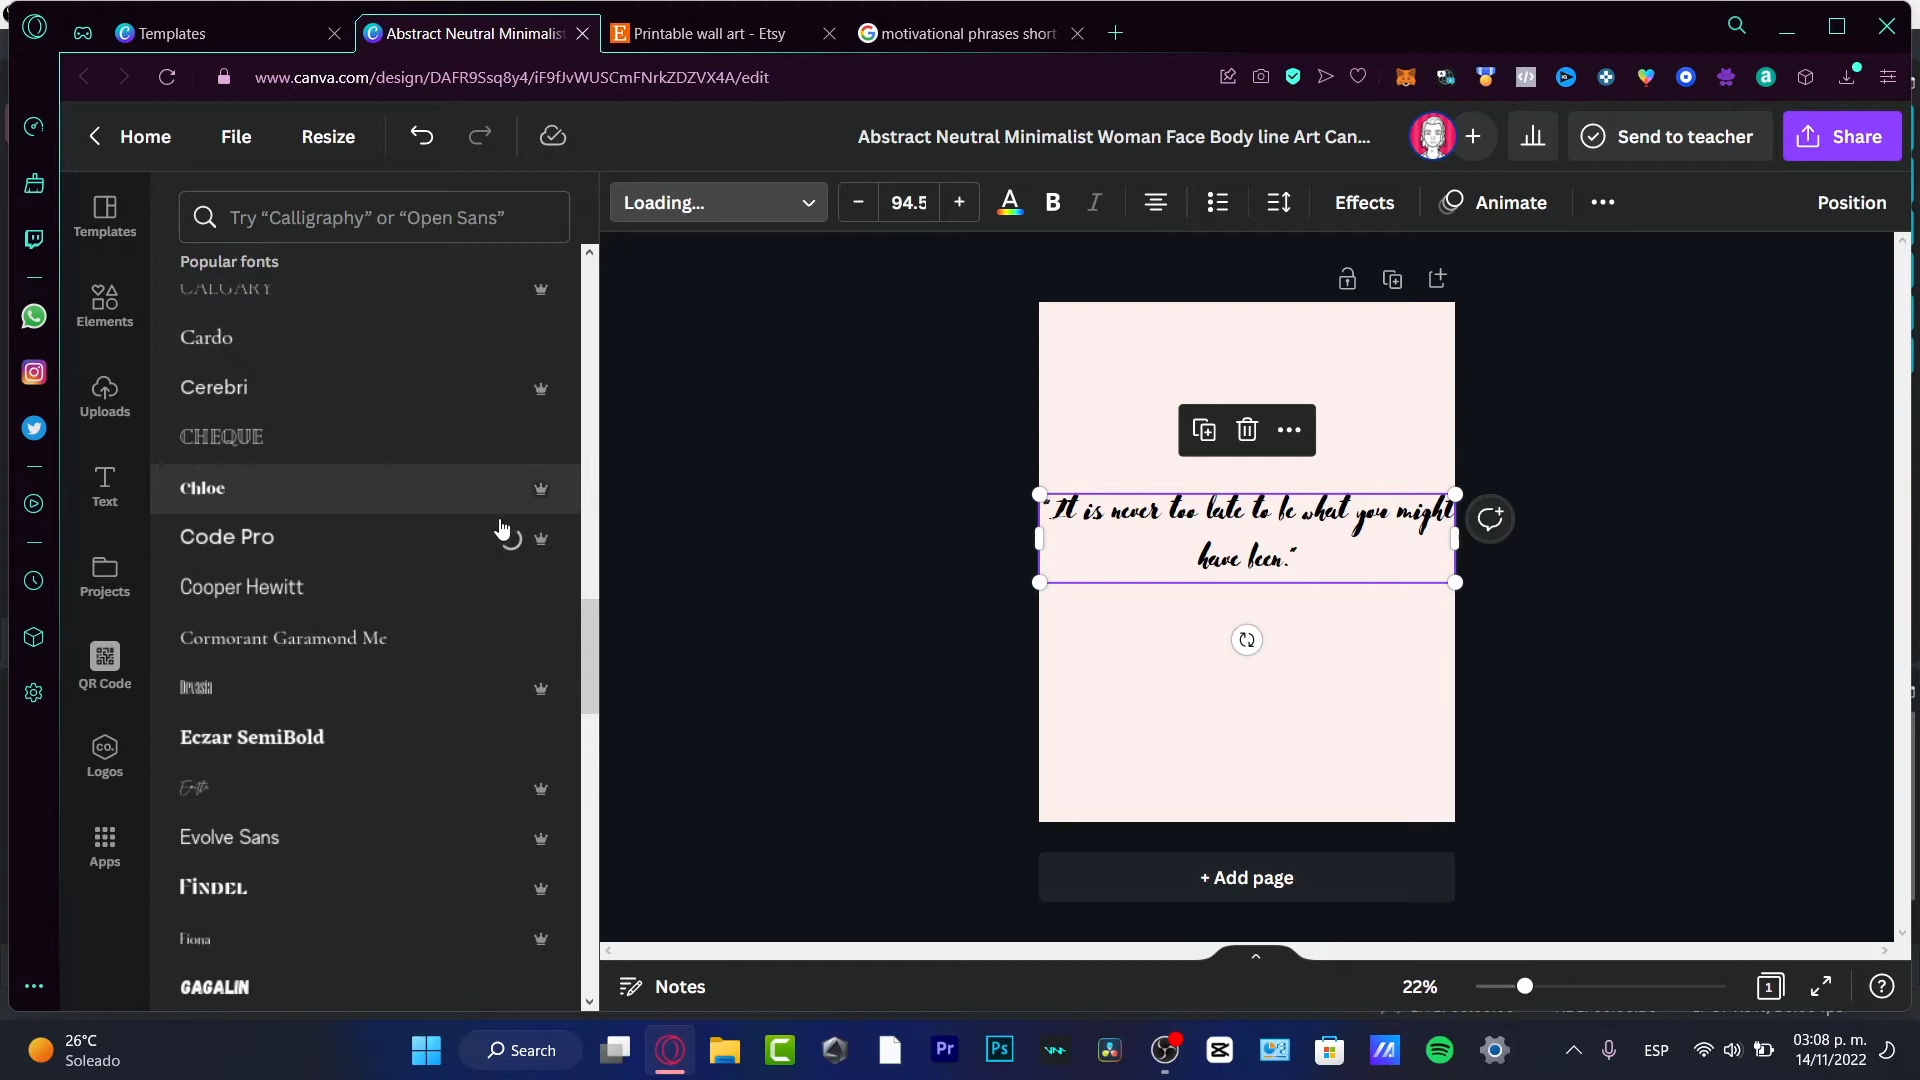 Templates
Abstract Neutral Minimalist
Printable wall art - Etsy
motivational phrases short
www.canva.com/design/DAFR9Ssq8y4/iF9fJvWUSCmFNrkZDZVX4A/edit
Home
File
Resize
Abstract Neutral Minimalist Woman Face Body line Art Can...
Send to teacher
Share
Templates
Elements
Uploads
Text
Projects
QR Code
CO.
Logos
Apps
Try “Calligraphy” or “Open Sans”
Popular fonts
CALGARY
Cardo
Cerebri
CHEQUE
Chloe
Code Pro
Cooper Hewitt
Cormorant Garamond Me
Eczar SemiBold
Evolve Sans
FINDEL
Fiona
GAGALIN
Loading...
94.5
A
B
I
Effects
Animate
Position
"It is never too late to be what you might
have been."
+ Add page
Notes
22%
1
26°C
Soleado
Search
Pr
Ps
ESP
03:08 p. m.
14/11/2022